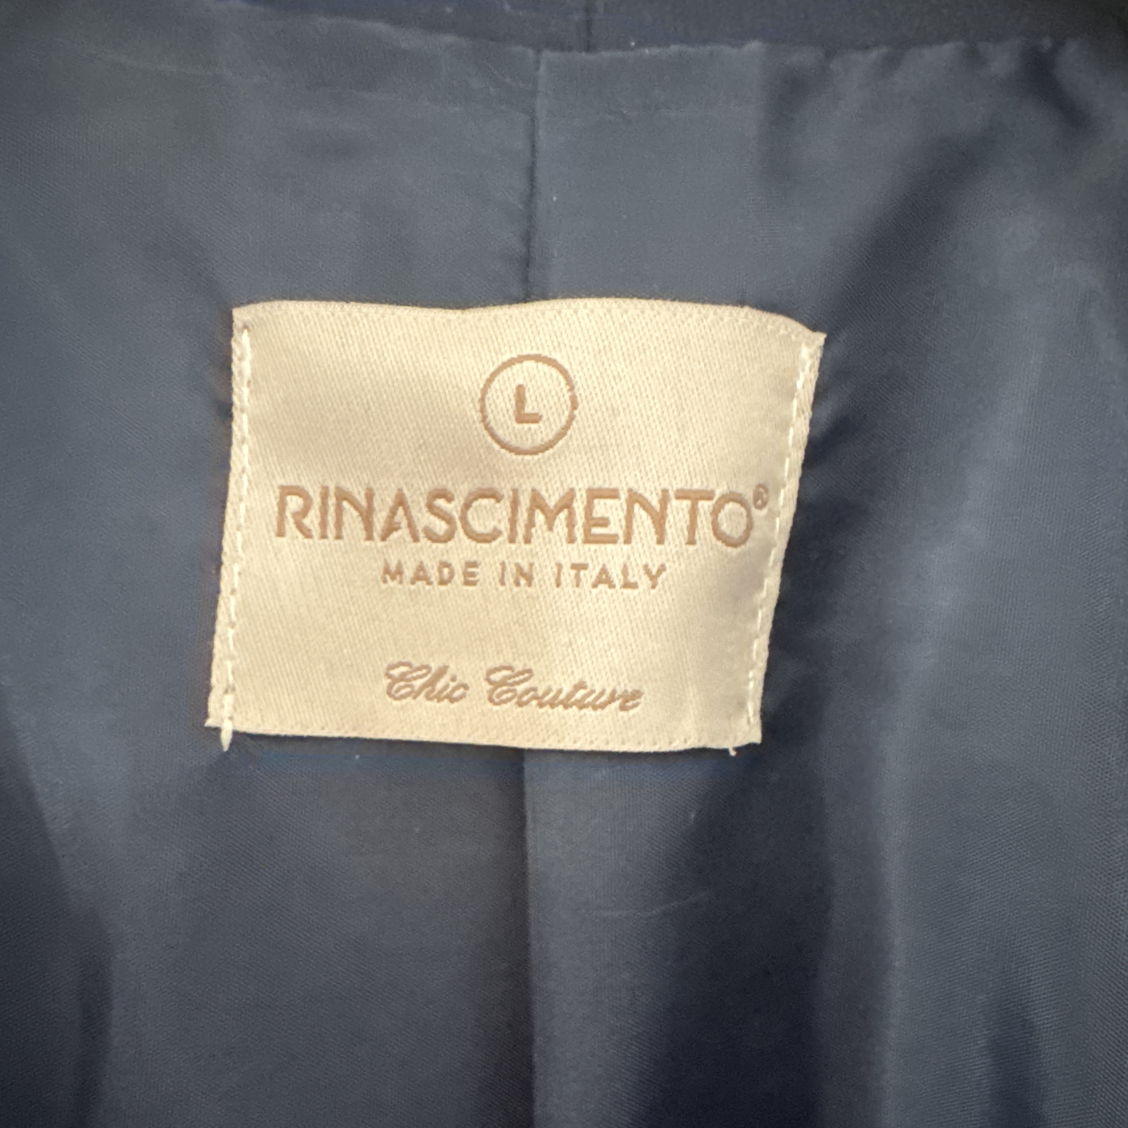 L
RINASCIMENTO®
MADE IN ITALY
Chic Couture